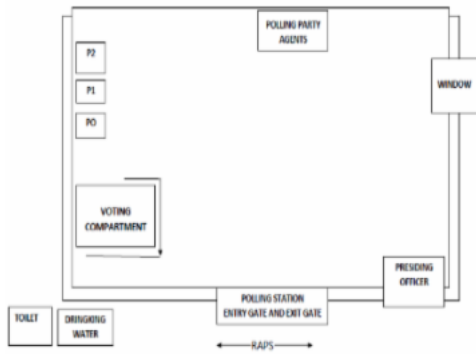 POLLING PARTY
AGENTS
P2
WINDOW
P1
PO
VOTING
COMPARTMENT
PRESIDING
OFFICER
POLLING STATION
ENTRY GATE AND EXIT GATE
TOILET
DRINGKING
WATER
RAPS